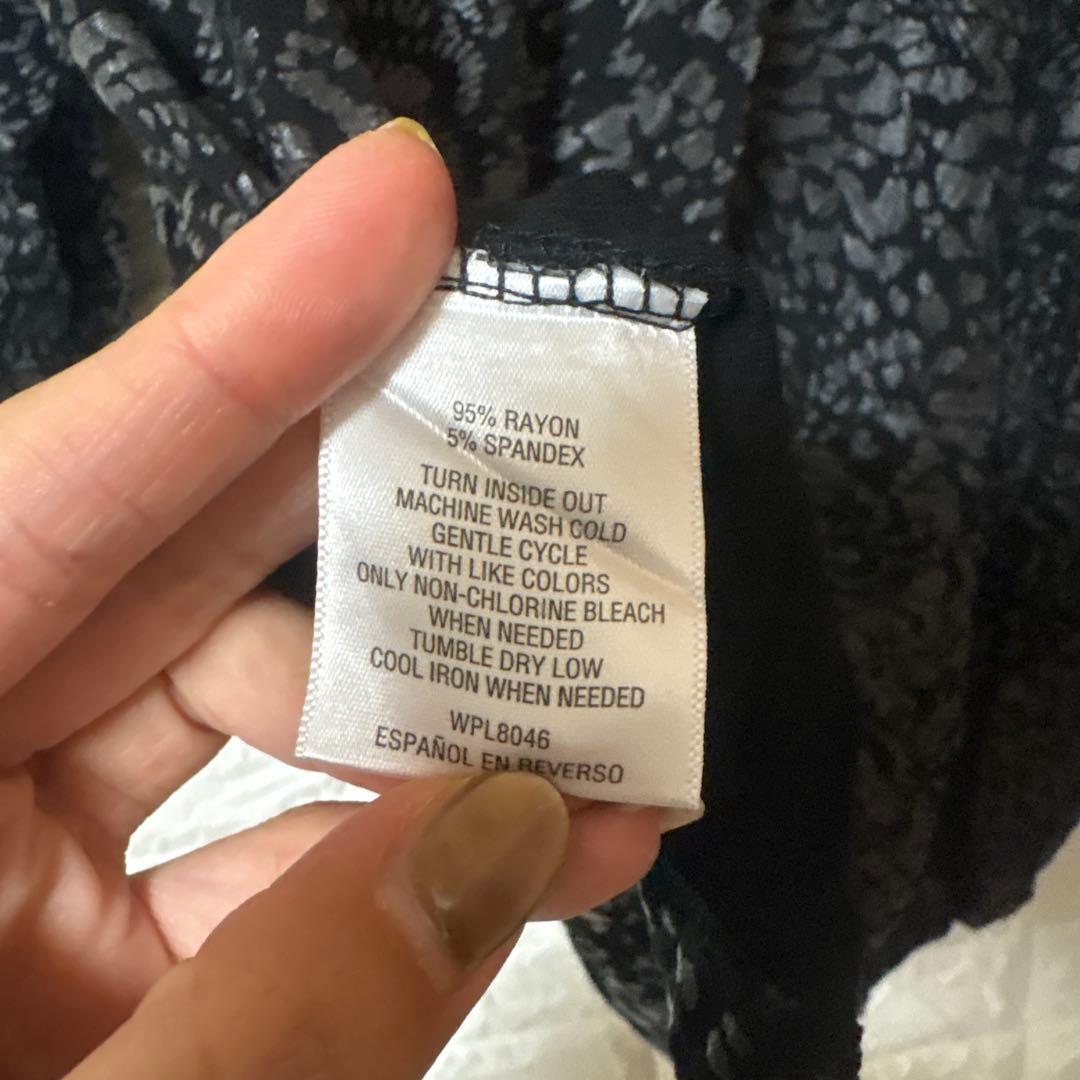 95% RAYON
5% SPANDEX
TURN INSIDE OUT
MACHINE WASH COLD
GENTLE CYCLE
WITH LIKE COLORS
ONLY NON-CHLORINE BLEACH
WHEN NEEDED
TUMBLE DRY LOW
COOL IRON WHEN NEEDED
WPL8046
ESPAÑOL EN REVERSO